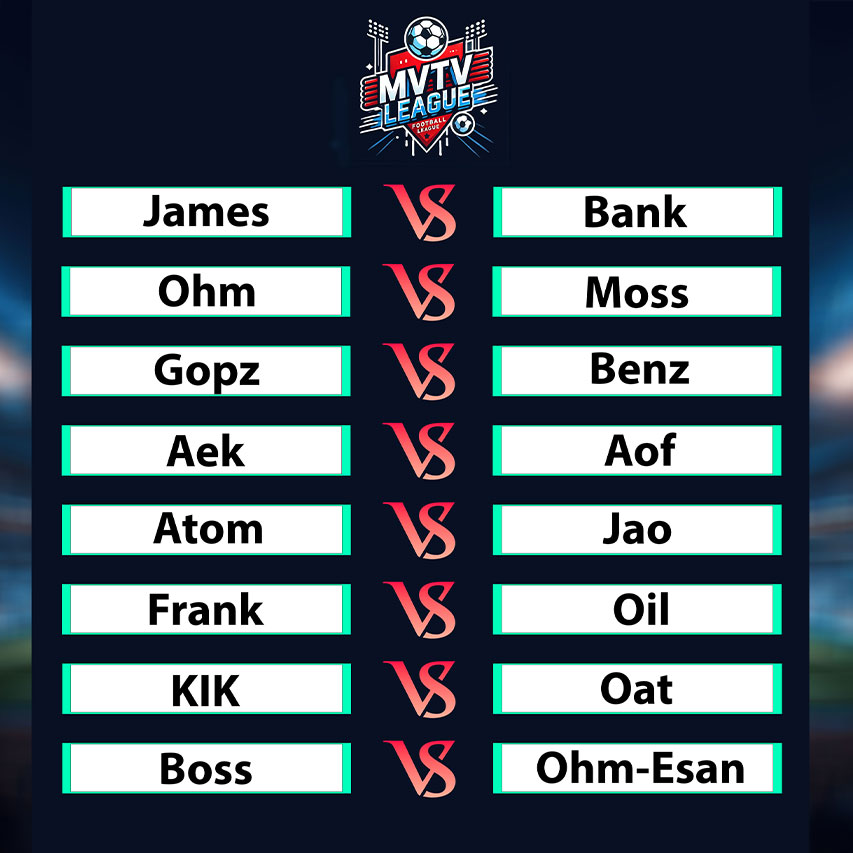 MVTV
LEAGUE
FOOTBALL
LEAGUE
James VS Bank
Ohm VS Moss
Gopz VS Benz
Aek VS Aof
Atom VS Jao
Frank VS Oil
KIK VS Oat
Boss VS Ohm-Esan